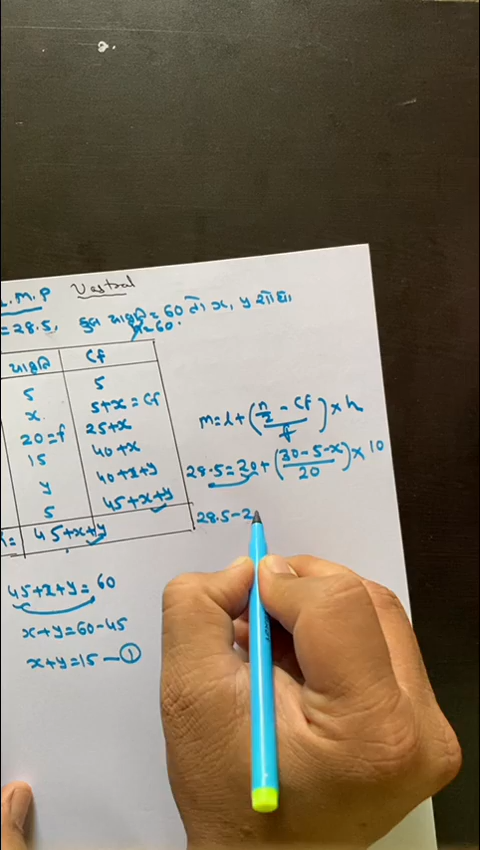 .M.P Vastral
=28.5, કુલ આવૃત્તિ = 60 તો x, y શોધો.
n=60.
આવૃત્તિ Cf
5 5
x 5+x = Cf
20=f 25+x
15 40+x
y 40+x+y
5 45+x+y
= 45+x+y
m=l+(n/2 - Cf / f)×h
28.5=20+(30-5-x / 20)×10
28.5-2
45+x+y=60
x+y=60-45
x+y=15 — ①